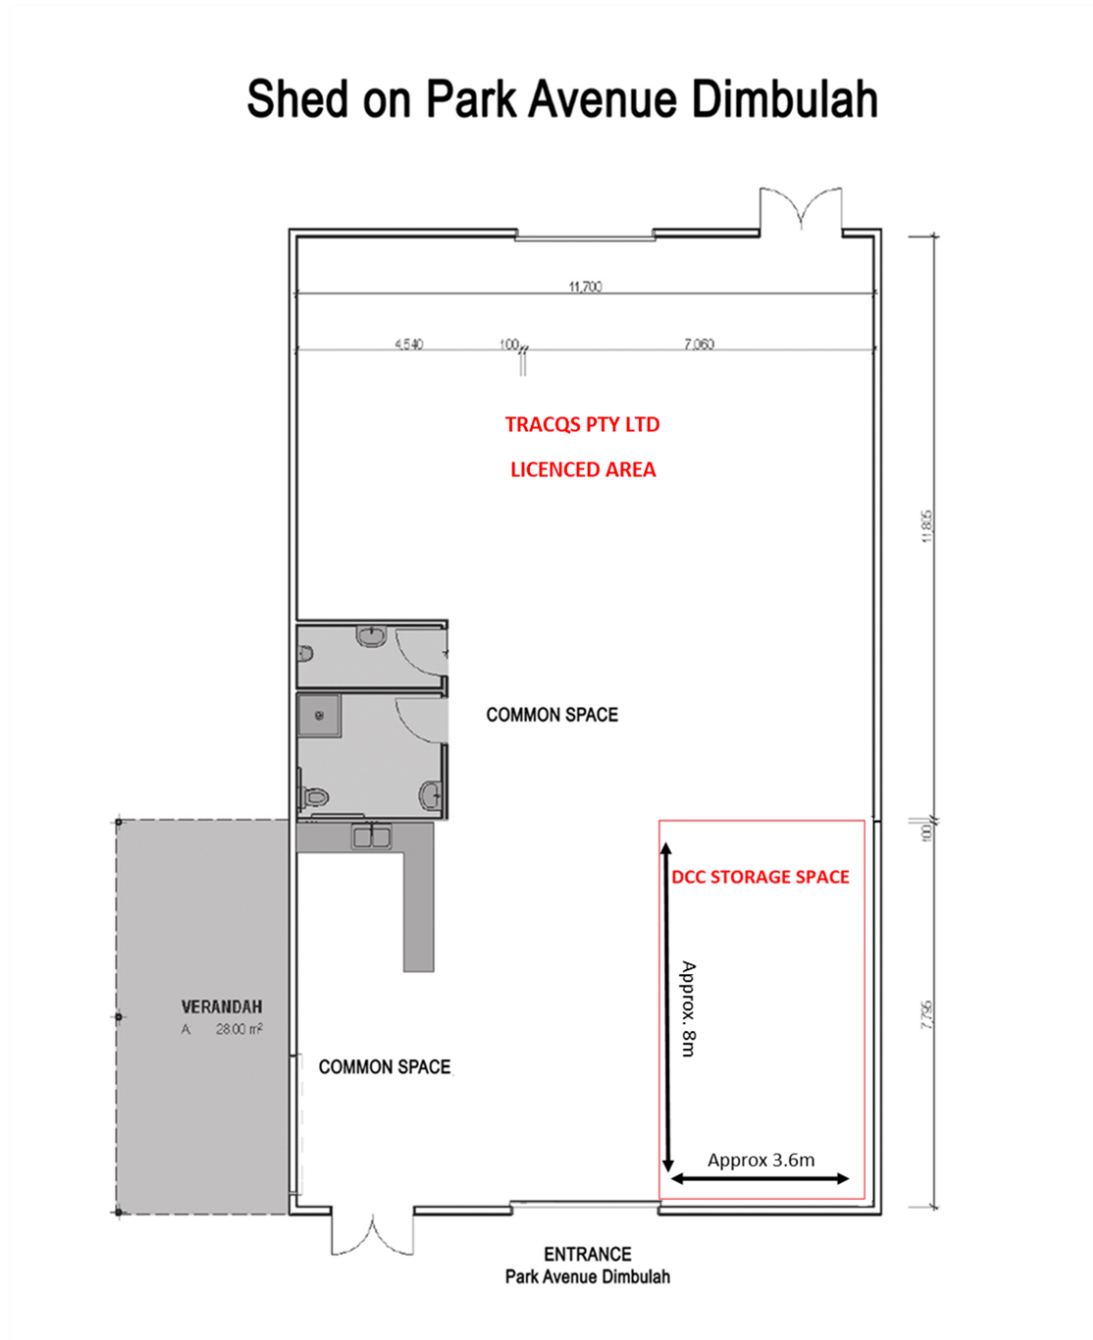 Shed on Park Avenue Dimbulah
11,700
4,540 100 7,060
TRACQS PTY LTD
LICENCED AREA
11,805
COMMON SPACE
100
DCC STORAGE SPACE
Approx. 8m
7,795
VERANDAH
A 28.00 m²
COMMON SPACE
Approx 3.6m
ENTRANCE
Park Avenue Dimbulah